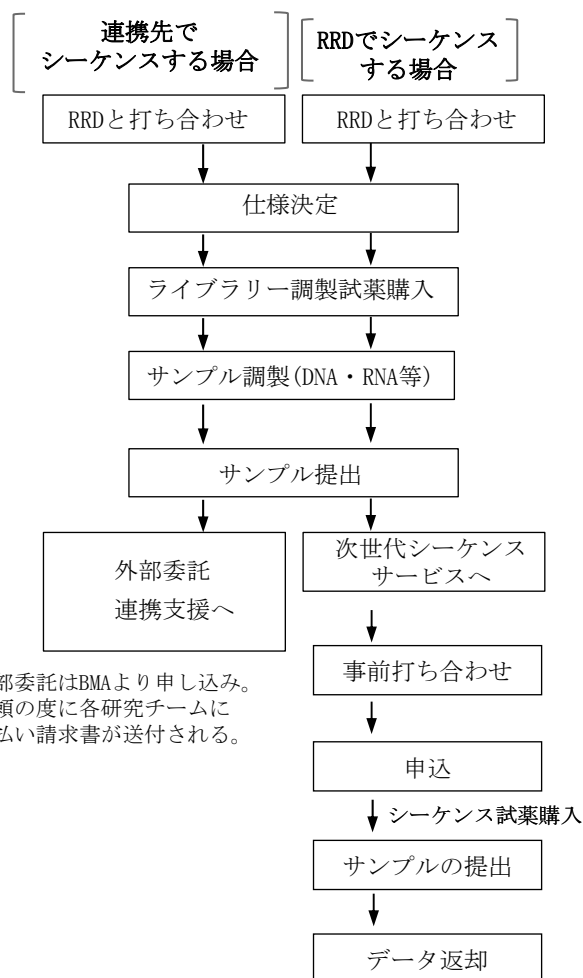 連携先で
シーケンスする場合
RRDでシーケンス
する場合
RRDと打ち合わせ
RRDと打ち合わせ
仕様決定
ライブラリー調製試薬購入
サンプル調製(DNA・RNA等)
サンプル提出
外部委託
連携支援へ
次世代シーケンス
サービスへ
部委託はBMAより申し込み。
頼の度に各研究チームに
払い請求書が送付される。
事前打ち合わせ
申込
シーケンス試薬購入
サンプルの提出
データ返却